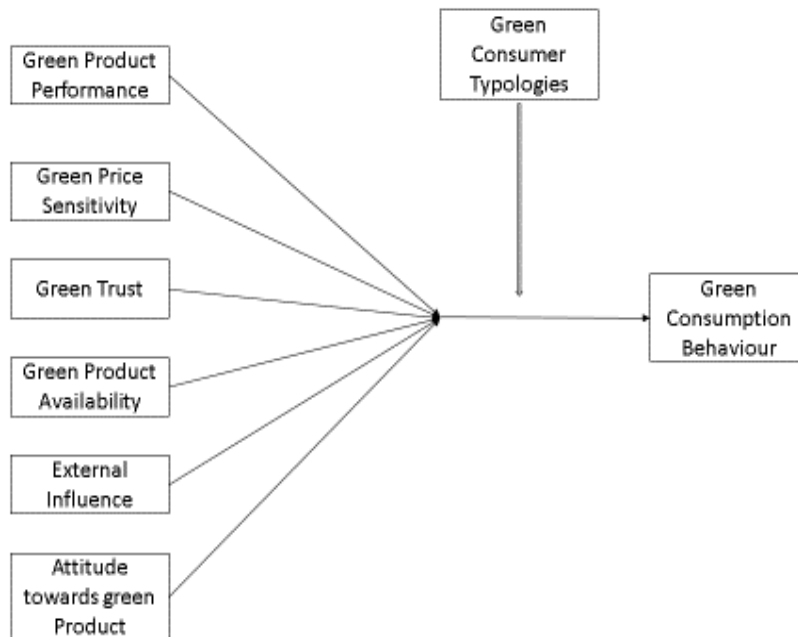 Green
Consumer
Typologies
Green Product
Performance
Green Price
Sensitivity
Green Trust
Green
Consumption
Behaviour
Green Product
Availability
External
Influence
Attitude
towards green
Product